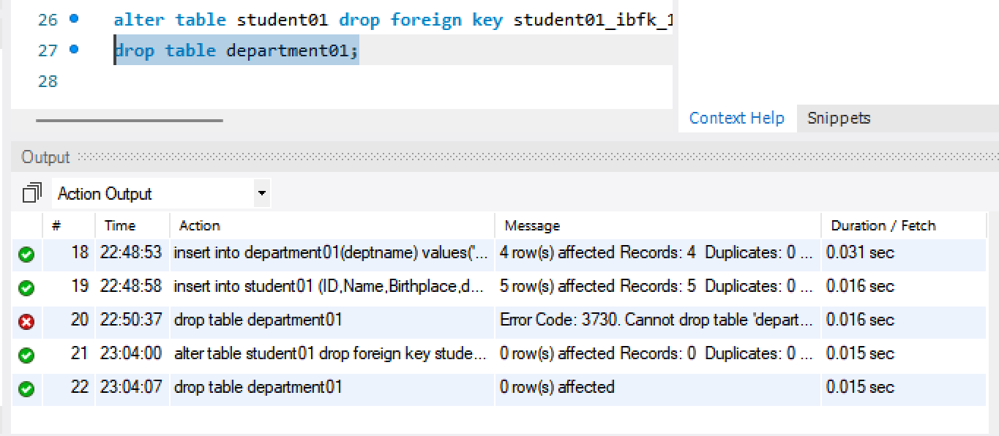 26 alter table student01 drop foreign key student01_ibfk_1
27 drop table department01;
28
Context Help Snippets
Output
Action Output
# Time Action Message Duration / Fetch
18 22:48:53 insert into department01(deptname) values('... 4 row(s) affected Records: 4 Duplicates: 0 ... 0.031 sec
19 22:48:58 insert into student01 (ID,Name,Birthplace,d... 5 row(s) affected Records: 5 Duplicates: 0 ... 0.016 sec
20 22:50:37 drop table department01 Error Code: 3730. Cannot drop table 'depart... 0.016 sec
21 23:04:00 alter table student01 drop foreign key stude... 0 row(s) affected Records: 0 Duplicates: 0 ... 0.015 sec
22 23:04:07 drop table department01 0 row(s) affected 0.015 sec